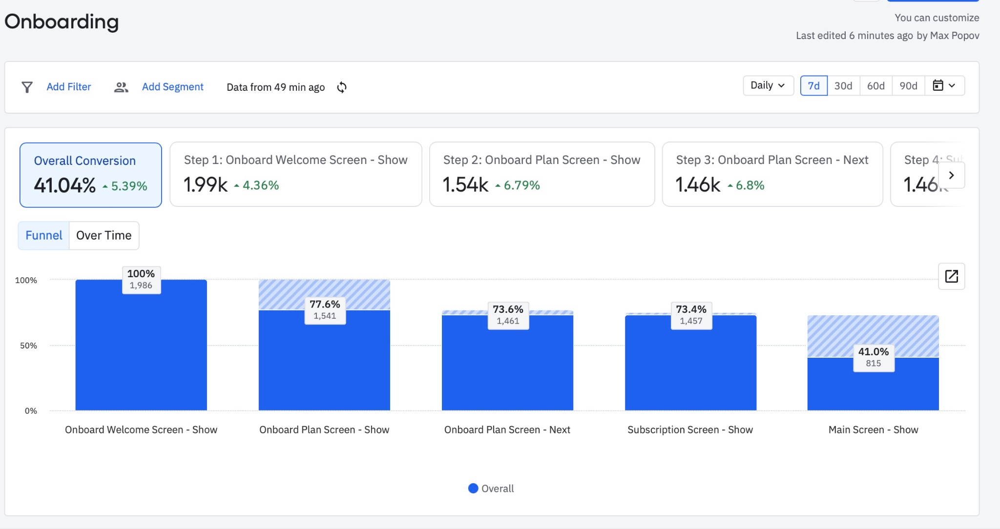 Onboarding
You can customize
Last edited 6 minutes ago by Max Popov
Add Filter
Add Segment
Data from 49 min ago
Daily
7d
30d
60d
90d
Overall Conversion
41.04%
5.39%
Step 1: Onboard Welcome Screen - Show
1.99k
4.36%
Step 2: Onboard Plan Screen - Show
1.54k
6.79%
Step 3: Onboard Plan Screen - Next
1.46k
6.8%
Step 4: Sub
1.46k
Funnel
Over Time
100%
50%
0%
100%
1,986
77.6%
1,541
73.6%
1,461
73.4%
1,457
41.0%
815
Onboard Welcome Screen - Show
Onboard Plan Screen - Show
Onboard Plan Screen - Next
Subscription Screen - Show
Main Screen - Show
Overall